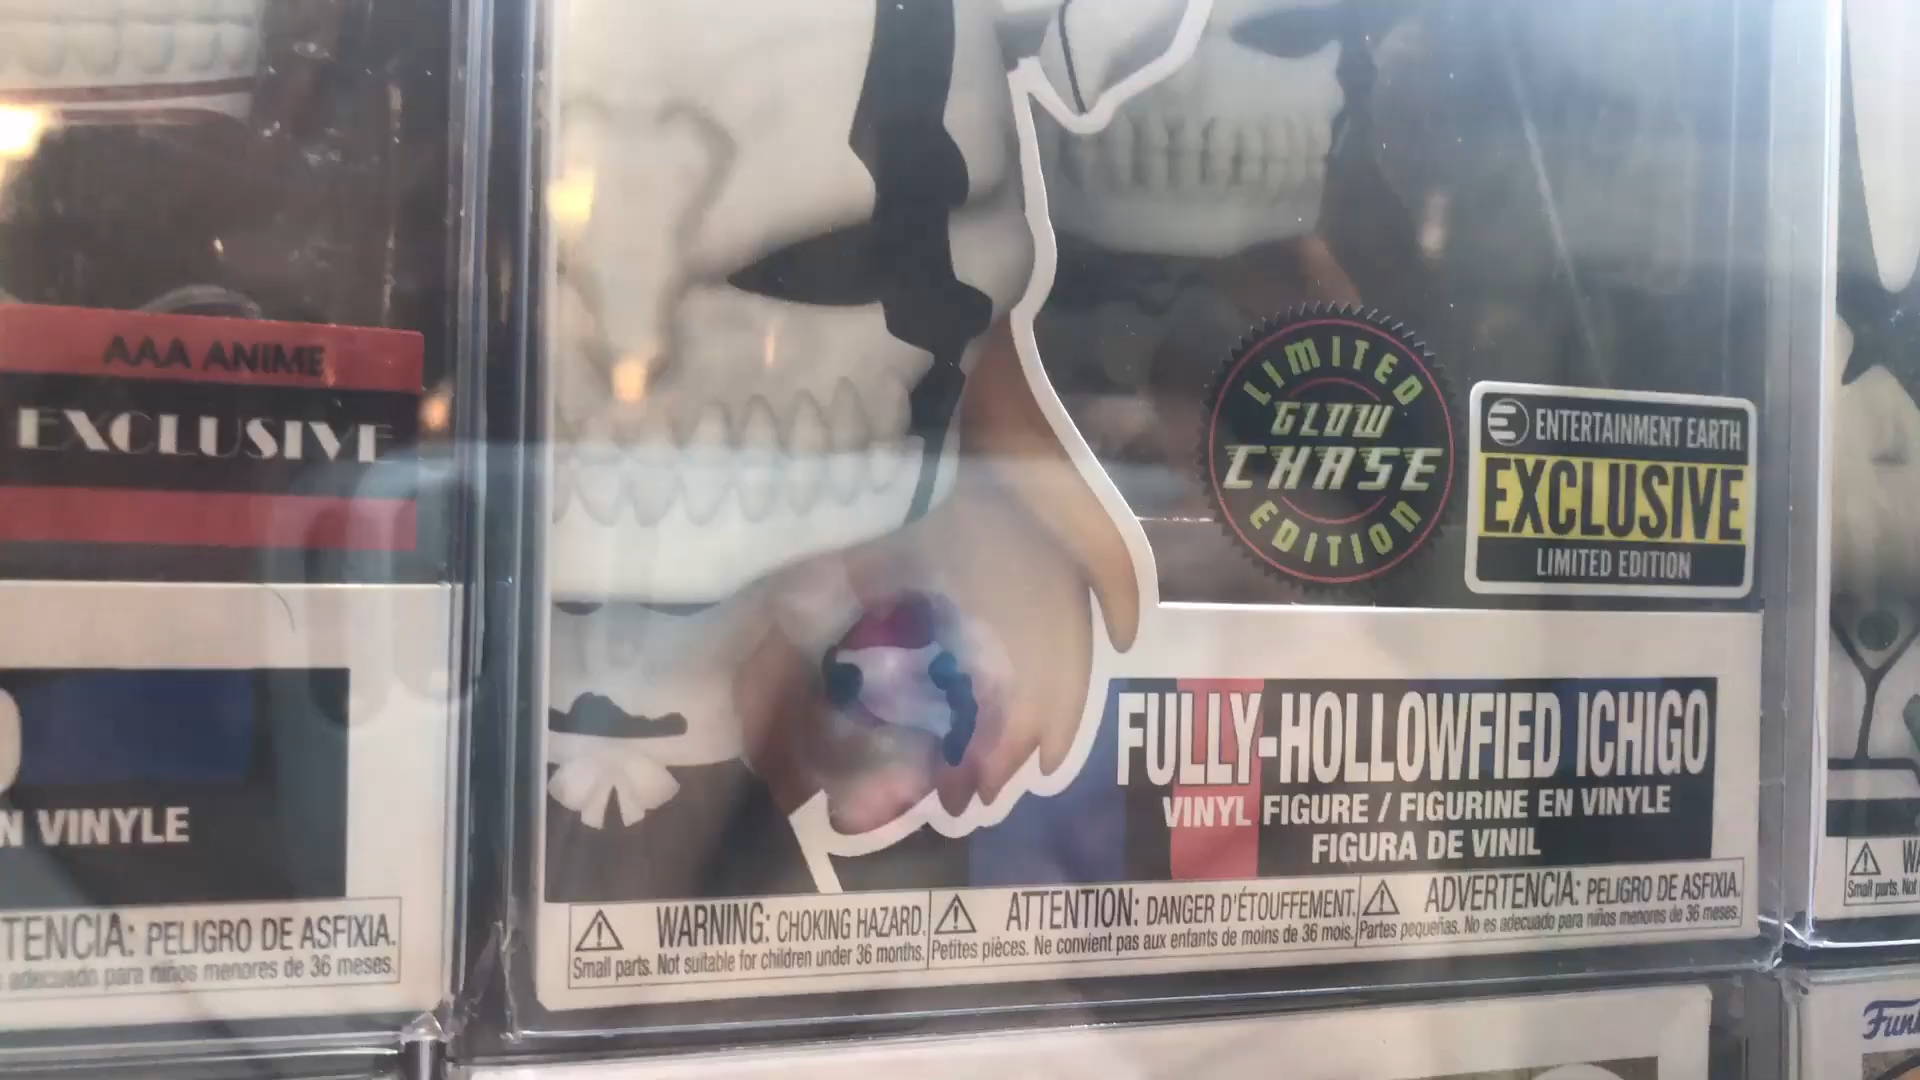 AAA ANIME
EXCLUSIVE
N VINYLE
TENCIA: PELIGRO DE ASFIXIA.
adecuado para niños menores de 36 meses.
LIMITED
GLOW
CHASE
EDITION
ENTERTAINMENT EARTH
EXCLUSIVE
LIMITED EDITION
FULLY-HOLLOWFIED ICHIGO
VINYL FIGURE / FIGURINE EN VINYLE
FIGURA DE VINIL
WARNING: CHOKING HAZARD.
Small parts. Not suitable for children under 36 months.
ATTENTION: DANGER D'ÉTOUFFEMENT.
Petites pièces. Ne convient pas aux enfants de moins de 36 mois.
ADVERTENCIA: PELIGRO DE ASFIXIA.
Partes pequeñas. No es adecuado para niños menores de 36 meses.
Small parts. Not